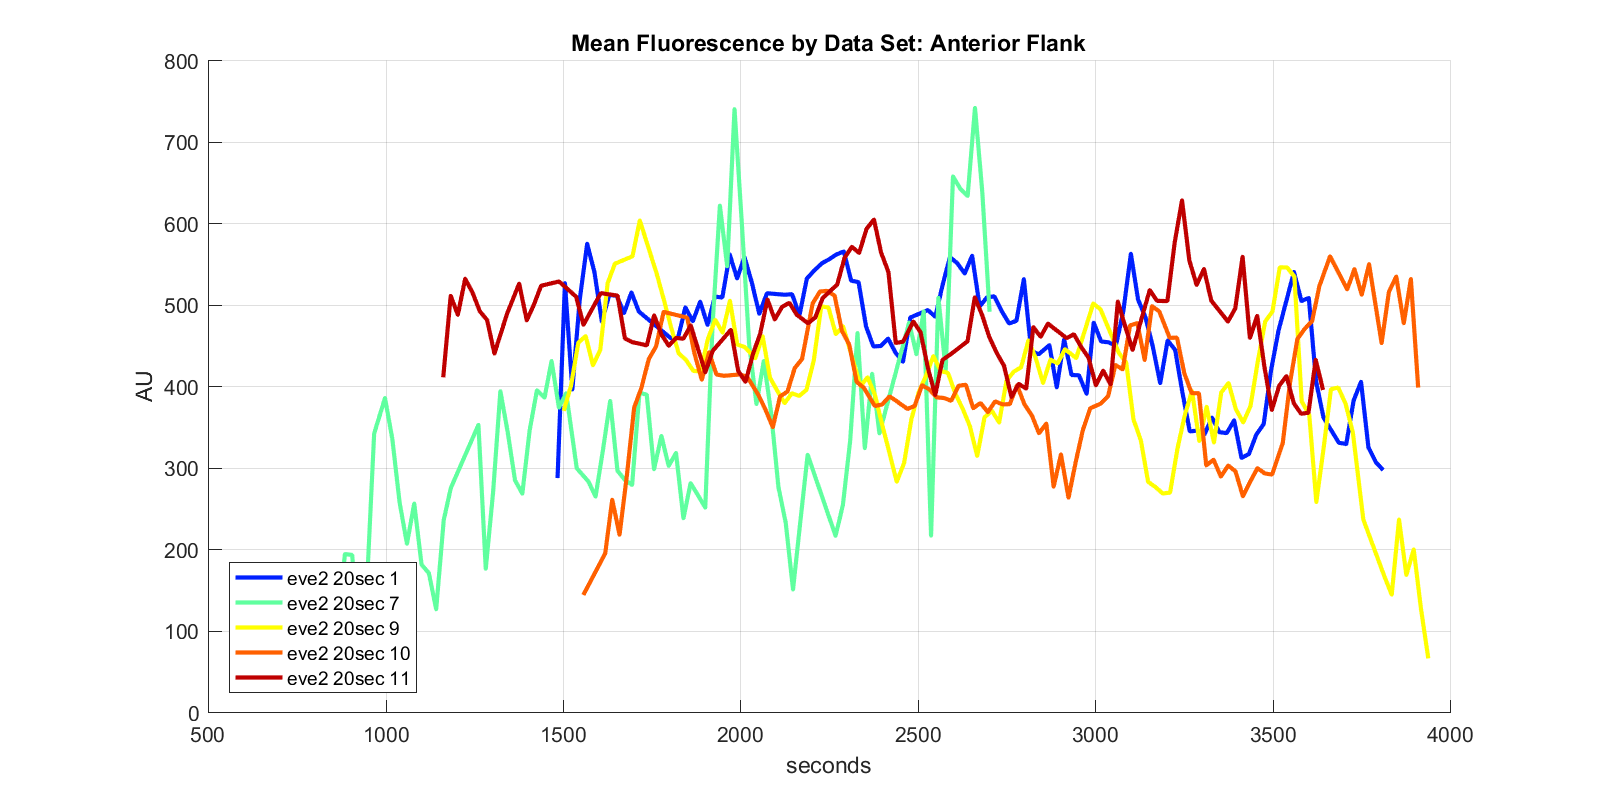 Mean Fluorescence by Data Set: Anterior Flank
800
700
600
500
400
300
200
100
0
AU
eve2 20sec 1
eve2 20sec 7
eve2 20sec 9
eve2 20sec 10
eve2 20sec 11
500 1000 1500 2000 2500 3000 3500 4000
seconds